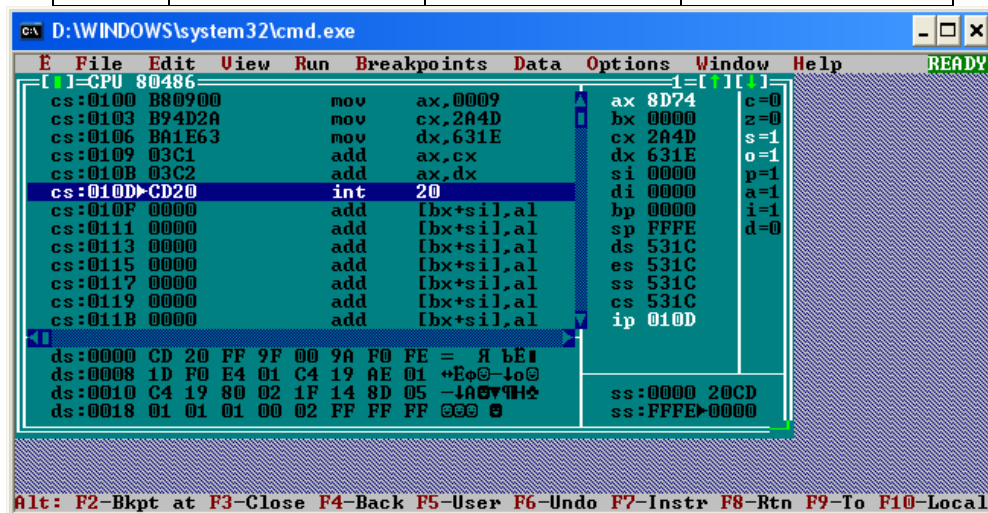 D:\WINDOWS\system32\cmd.exe
Ë File Edit View Run Breakpoints Data Options Window Help READY
=[▮]=CPU 80486=1=[↑][↓]=
cs:0100 B80900 mov ax,0009 ax 8D74 c=0
cs:0103 B94D2A mov cx,2A4D bx 0000 z=0
cs:0106 BA1E63 mov dx,631E cx 2A4D s=1
cs:0109 03C1 add ax,cx dx 631E o=1
cs:010B 03C2 add ax,dx si 0000 p=1
cs:010D►CD20 int 20 di 0000 a=1
cs:010F 0000 add [bx+si],al bp 0000 i=1
cs:0111 0000 add [bx+si],al sp FFFE d=0
cs:0113 0000 add [bx+si],al ds 531C
cs:0115 0000 add [bx+si],al es 531C
cs:0117 0000 add [bx+si],al ss 531C
cs:0119 0000 add [bx+si],al cs 531C
cs:011B 0000 add [bx+si],al ip 010D
ds:0000 CD 20 FF 9F 00 9A F0 FE = Я ЬЁ■
ds:0008 1D F0 E4 01 C4 19 AE 01 ↔Ёф☺─↓о☺
ds:0010 C4 19 80 02 1F 14 8D 05 ─↓А☻▼¶Н♣ ss:0000 20CD
ds:0018 01 01 01 00 02 FF FF FF ☺☺☺ ☻ ss:FFFE►0000
Alt: F2-Bkpt at F3-Close F4-Back F5-User F6-Undo F7-Instr F8-Rtn F9-To F10-Local